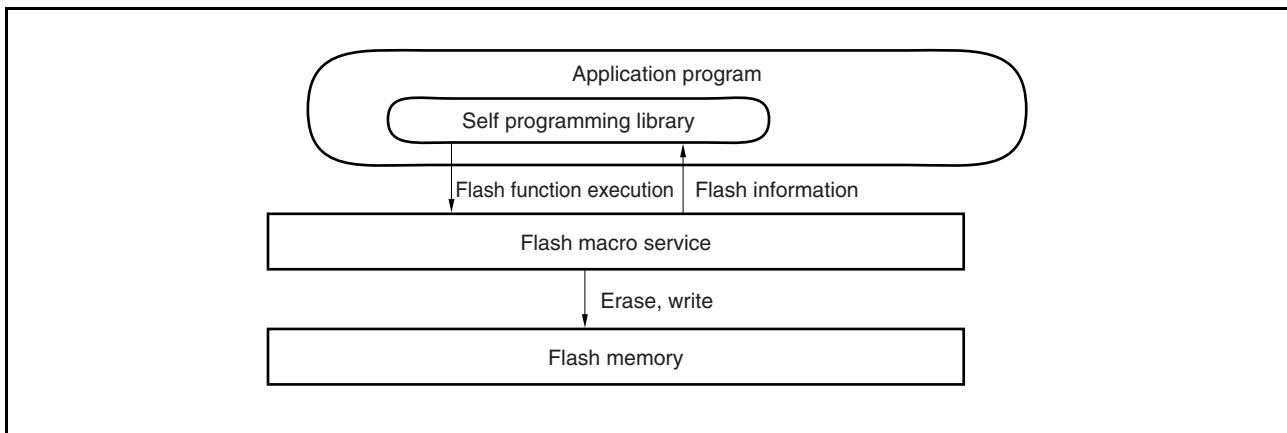 Application program
Self programming library
Flash function execution
Flash information
Flash macro service
Erase, write
Flash memory